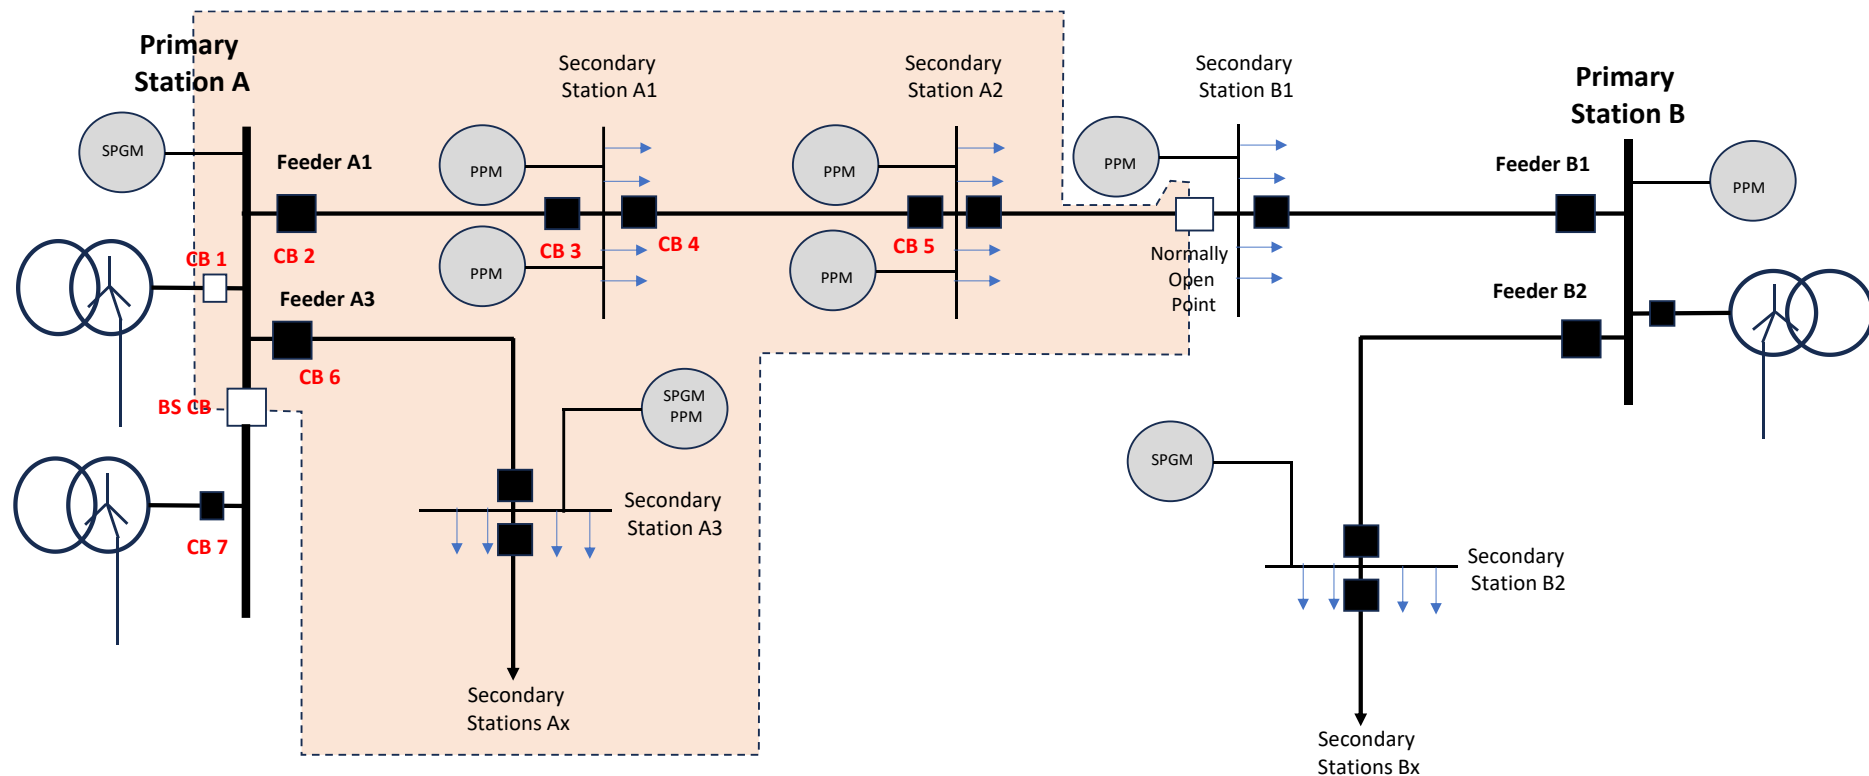 Primary
Station A
SPGM
Feeder A1
CB 1
CB 2
Feeder A3
CB 6
BS CB
CB 7
Secondary
Station A1
PPM
PPM
CB 3
CB 4
Secondary
Station A2
PPM
PPM
CB 5
Secondary
Station B1
PPM
Normally
Open
Point
Primary
Station B
Feeder B1
PPM
Feeder B2
SPGM
PPM
Secondary
Station A3
Secondary
Stations Ax
SPGM
Secondary
Station B2
Secondary
Stations Bx